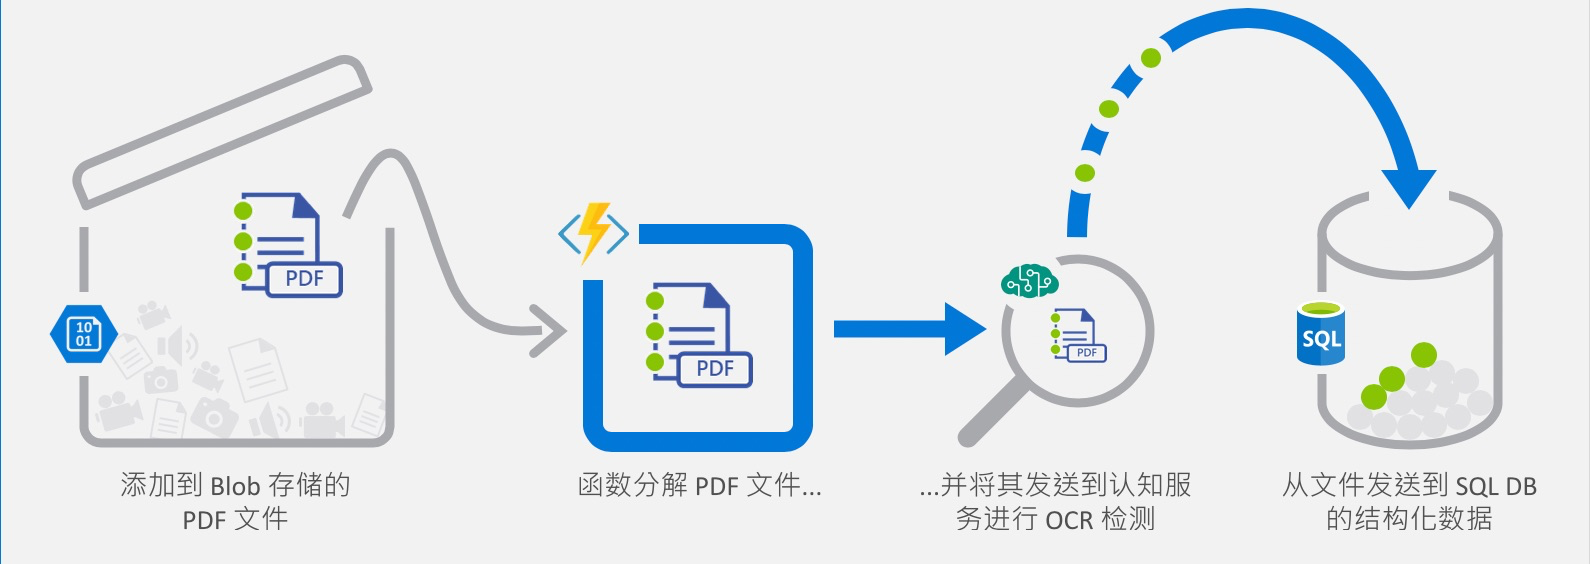 PDF
10
01
PDF
PDF
SQL
添加到 Blob 存储的
PDF 文件
函数分解 PDF 文件...
...并将其发送到认知服
务进行 OCR 检测
从文件发送到 SQL DB
的结构化数据